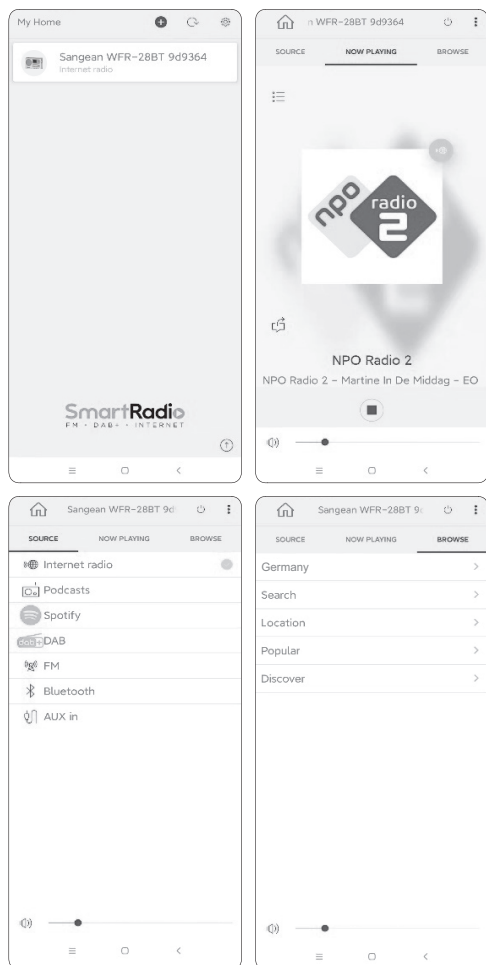 My Home
Sangean WFR-28BT 9d9364
Internet radio
SmartRadio
FM - DAB+ - INTERNET
n WFR-28BT 9d9364
SOURCE NOW PLAYING BROWSE
npo radio 2
NPO Radio 2
NPO Radio 2 - Martine In De Middag - EO
Sangean WFR-28BT 9d
SOURCE NOW PLAYING BROWSE
Internet radio
Podcasts
Spotify
dab+ DAB
FM
Bluetooth
AUX in
Sangean WFR-28BT 9
SOURCE NOW PLAYING BROWSE
Germany
Search
Location
Popular
Discover